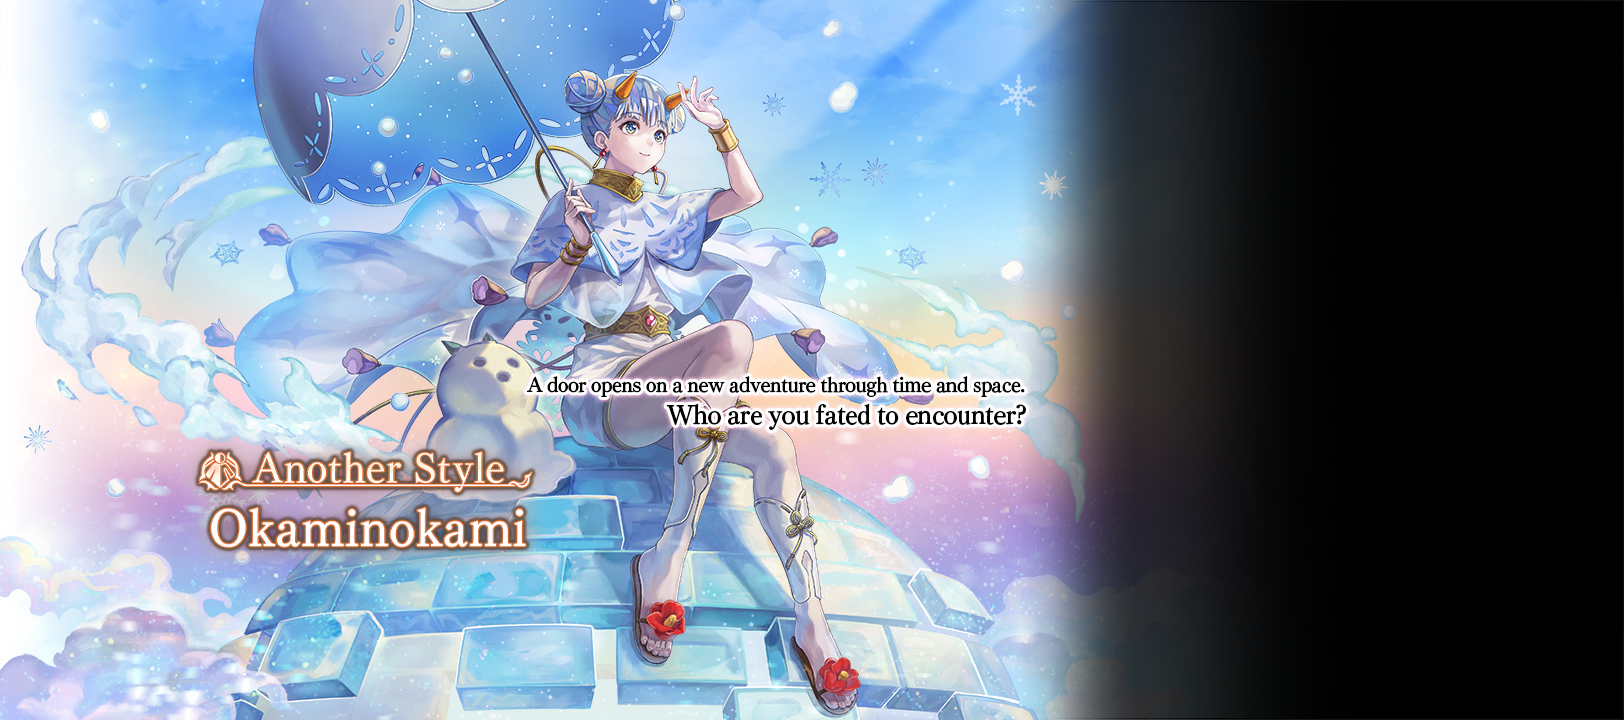 A door opens on a new adventure through time and space.
Who are you fated to encounter?
Another Style
Okaminokami